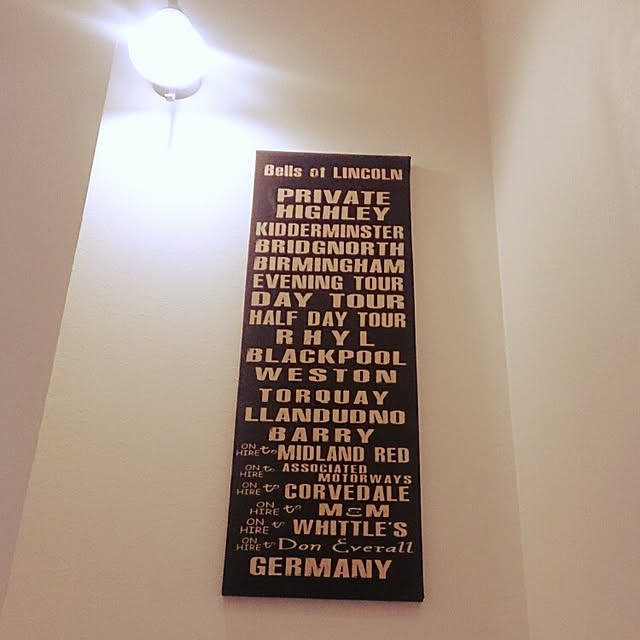 Bells of LINCOLN
PRIVATE
HIGHLEY
KIDDERMINSTER
BRIDGNORTH
BIRMINGHAM
EVENING TOUR
DAY TOUR
HALF DAY TOUR
RHYL
BLACKPOOL
WESTON
TORQUAY
LLANDUDNO
BARRY
ON HIRE to MIDLAND RED
ON HIRE to ASSOCIATED MOTORWAYS
ON HIRE to CORVEDALE
ON HIRE to M&M
ON HIRE to WHITTLE'S
ON HIRE to Don Everall
GERMANY